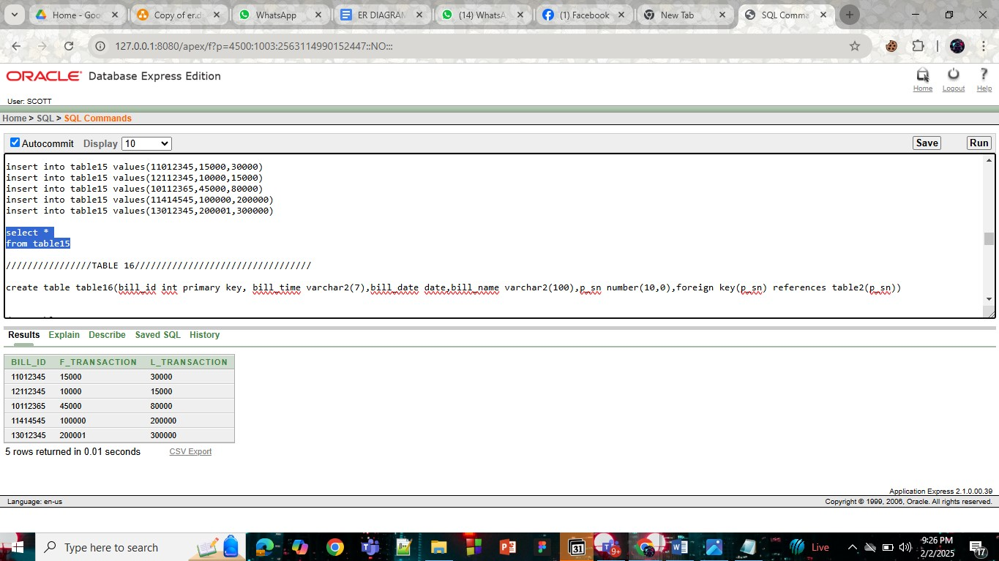 Home - Goo
Copy of er.d
WhatsApp
ER DIAGRAM
(14) WhatsA
(1) Facebook
New Tab
SQL Comma
127.0.0.1:8080/apex/f?p=4500:1003:2563114990152447::NO:::
ORACLE Database Express Edition
Home
Logout
Help
User: SCOTT
Home > SQL > SQL Commands
Autocommit Display 10
Save
Run
insert into table15 values(11012345,15000,30000)
insert into table15 values(12112345,10000,15000)
insert into table15 values(10112365,45000,80000)
insert into table15 values(11414545,100000,200000)
insert into table15 values(13012345,200001,300000)
select *
from table15
////////////////TABLE 16/////////////////////////////////
create table table16(bill_id int primary key, bill_time varchar2(7),bill_date date,bill_name varchar2(100),p_sn number(10,0),foreign key(p_sn) references table2(p_sn))
Results Explain Describe Saved SQL History
BILL_ID F_TRANSACTION L_TRANSACTION
11012345 15000 30000
12112345 10000 15000
10112365 45000 80000
11414545 100000 200000
13012345 200001 300000
5 rows returned in 0.01 seconds CSV Export
Application Express 2.1.0.00.39
Language: en-us
Copyright © 1999, 2006, Oracle. All rights reserved.
Type here to search
31
9+
Live
9:26 PM
2/2/2025
17